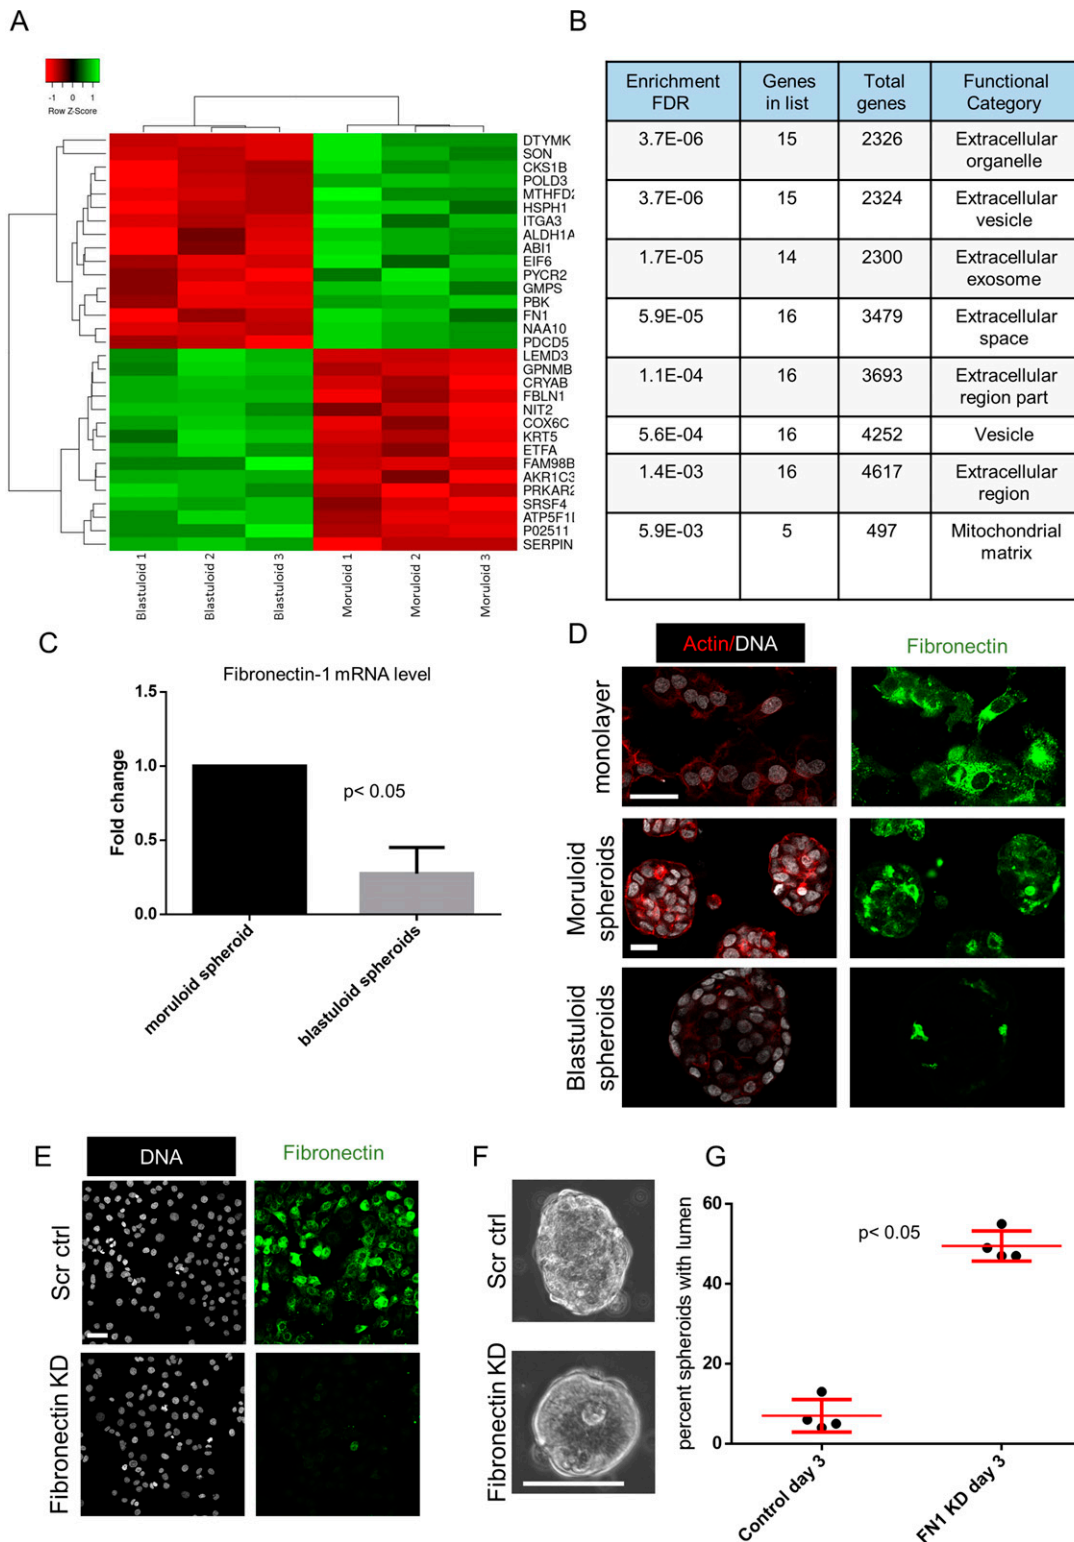 A
-1 0 1
Row Z-Score
DTYMK
SON
CKS1B
POLD3
MTHFD2
HSPH1
ITGA3
ALDH1A
ABI1
EIF6
PYCR2
GMPS
PBK
FN1
NAA10
PDCD5
LEMD3
GPNMB
CRYAB
FBLN1
NIT2
COX6C
KRT5
ETFA
FAM98B
AKR1C3
PRKAR2
SRSF4
ATP5F1
P02511
SERPIN
Blastuloid 1
Blastuloid 2
Blastuloid 3
Moruloid 1
Moruloid 2
Moruloid 3
B
Enrichment FDR Genes in list Total genes Functional Category
3.7E-06 15 2326 Extracellular organelle
3.7E-06 15 2324 Extracellular vesicle
1.7E-05 14 2300 Extracellular exosome
5.9E-05 16 3479 Extracellular space
1.1E-04 16 3693 Extracellular region part
5.6E-04 16 4252 Vesicle
1.4E-03 16 4617 Extracellular region
5.9E-03 5 497 Mitochondrial matrix
C
Fibronectin-1 mRNA level
Fold change
1.5
1.0
0.5
0.0
p< 0.05
moruloid spheroid
blastuloid spheroids
D
Actin/DNA
Fibronectin
monolayer
Moruloid spheroids
Blastuloid spheroids
E
DNA
Fibronectin
Scr ctrl
Fibronectin KD
F
Scr ctrl
Fibronectin KD
G
percent spheroids with lumen
60
40
20
0
p< 0.05
Control day 3
FN1 KD day 3